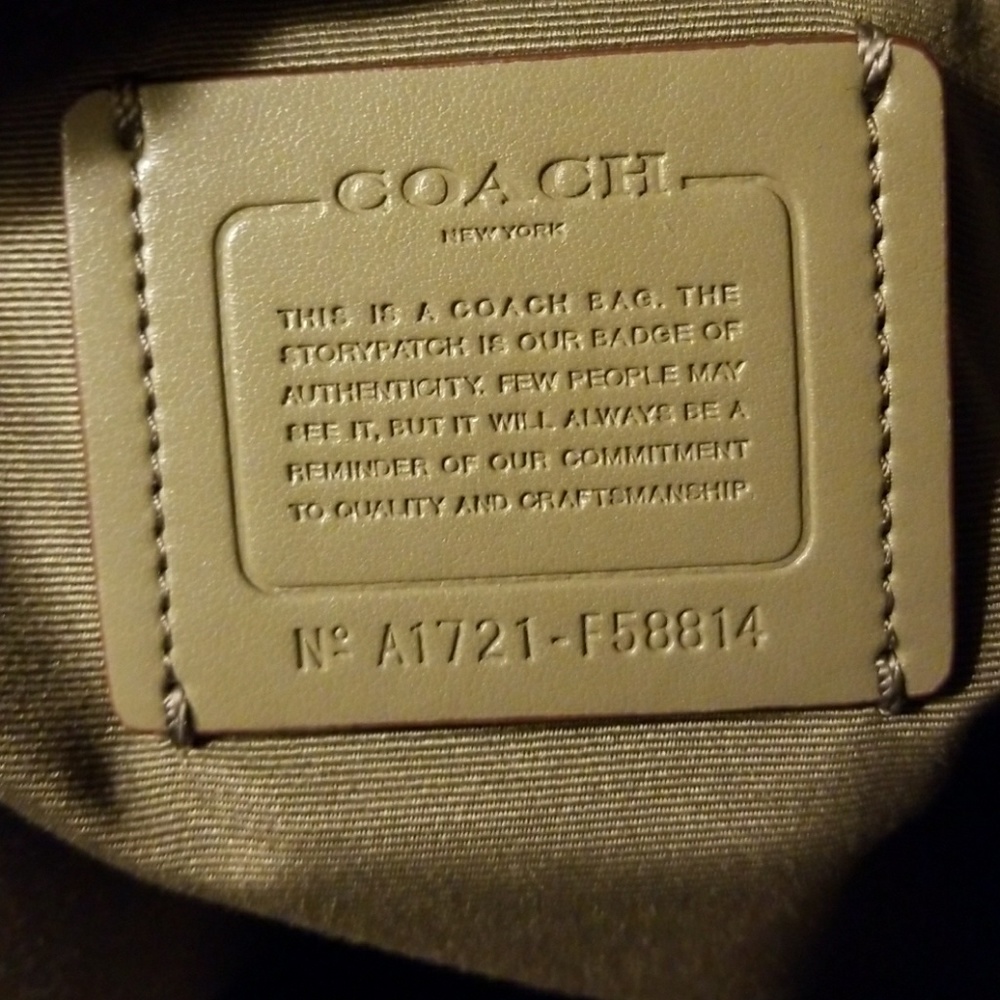 COACH
NEW YORK
THIS IS A COACH BAG. THE
STORYPATCH IS OUR BADGE OF
AUTHENTICITY. FEW PEOPLE MAY
SEE IT, BUT IT WILL ALWAYS BE A
REMINDER OF OUR COMMITMENT
TO QUALITY AND CRAFTSMANSHIP.
Nº A1721-F58814